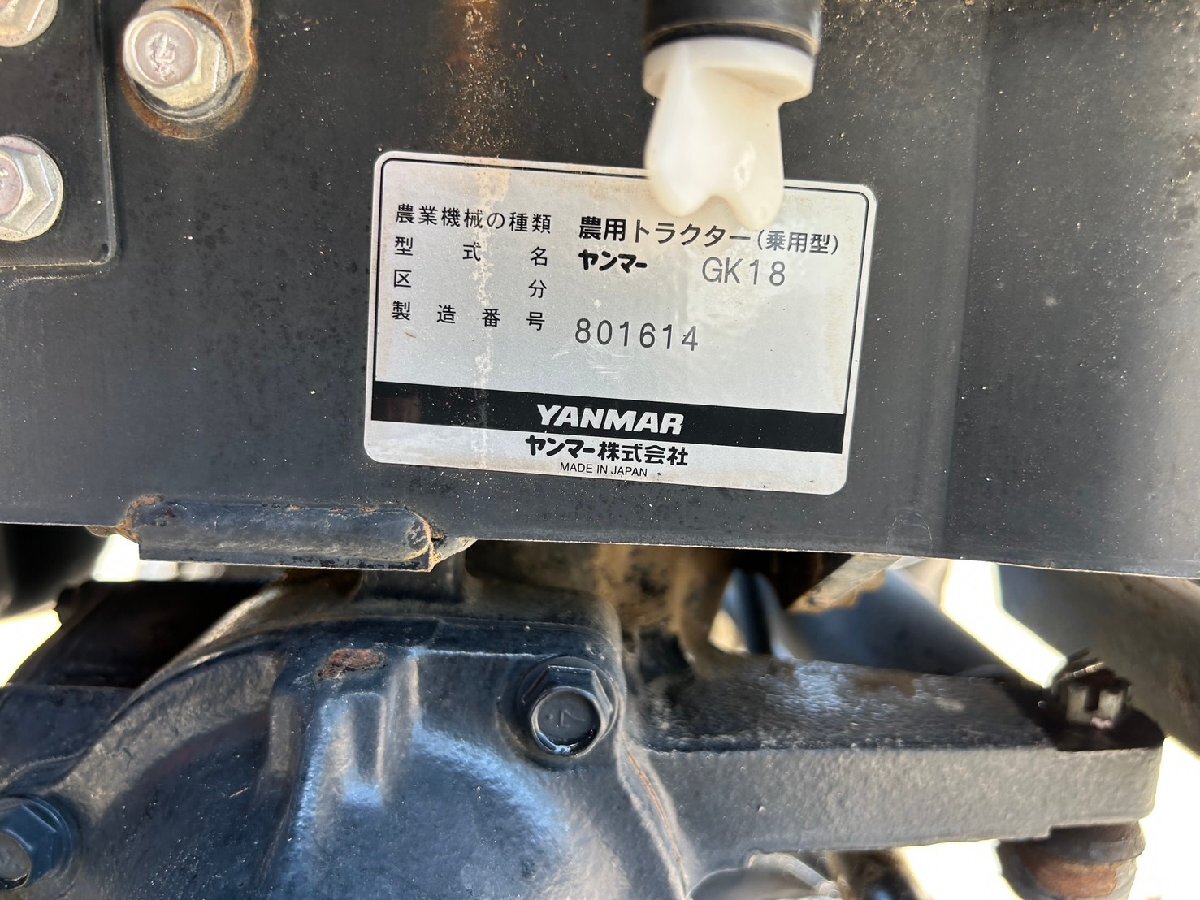 農業機械の種類 農用トラクター(乗用型)
型式名 ヤンマー GK18
区分
製造番号 801614
YANMAR
ヤンマー株式会社
MADE IN JAPAN